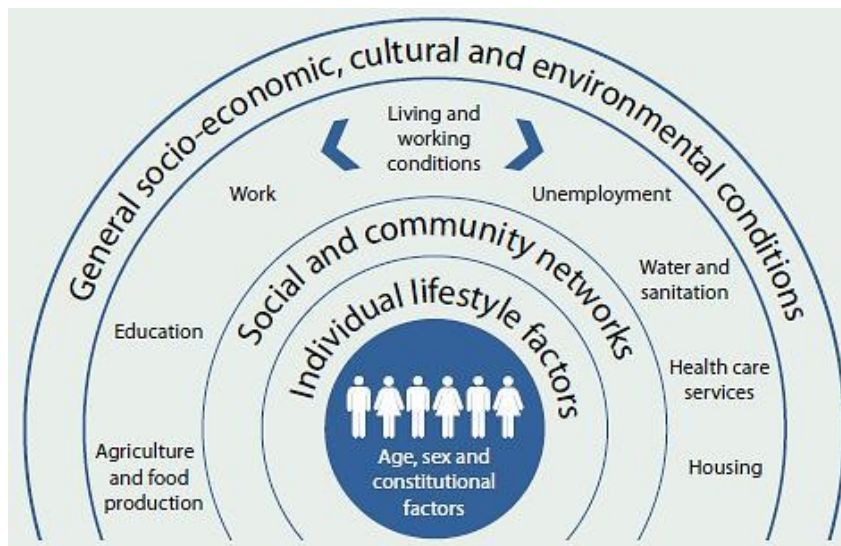 General socio-economic, cultural and environmental conditions
Living and
working
conditions
Work
Unemployment
Social and community networks
Water and
sanitation
Individual lifestyle factors
Education
Health care
services
Agriculture
and food
production
Housing
Age, sex and
constitutional
factors